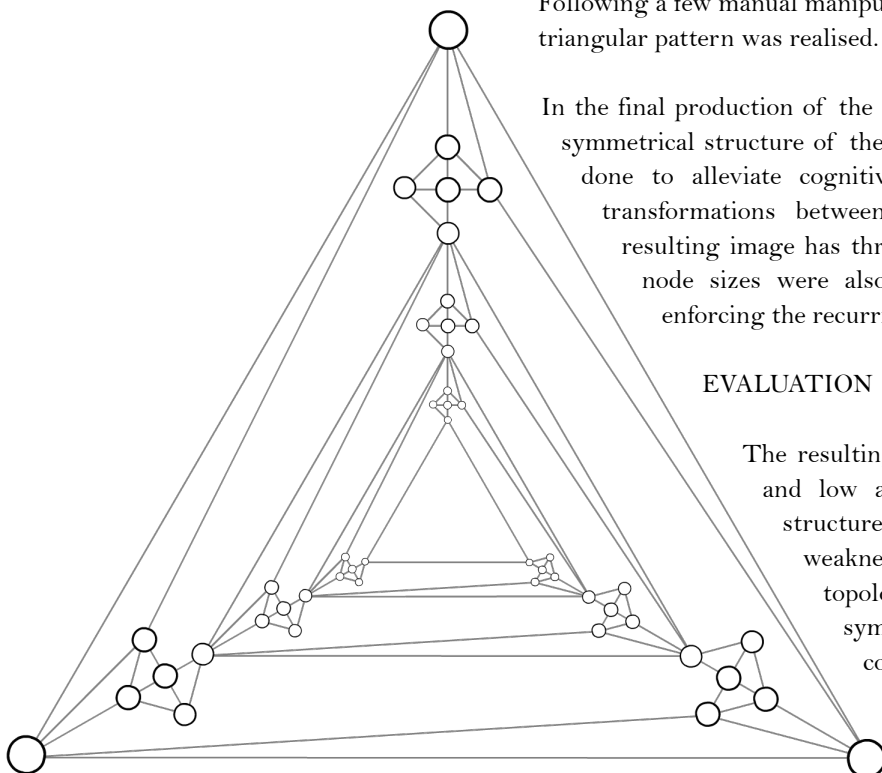 Following a few manual manipu
triangular pattern was realised.
In the final production of the
symmetrical structure of the
done to alleviate cognitiv
transformations between
resulting image has thr
node sizes were also
enforcing the recurri
EVALUATION
The resultin
and low a
structure
weakne
topolo
sym
co